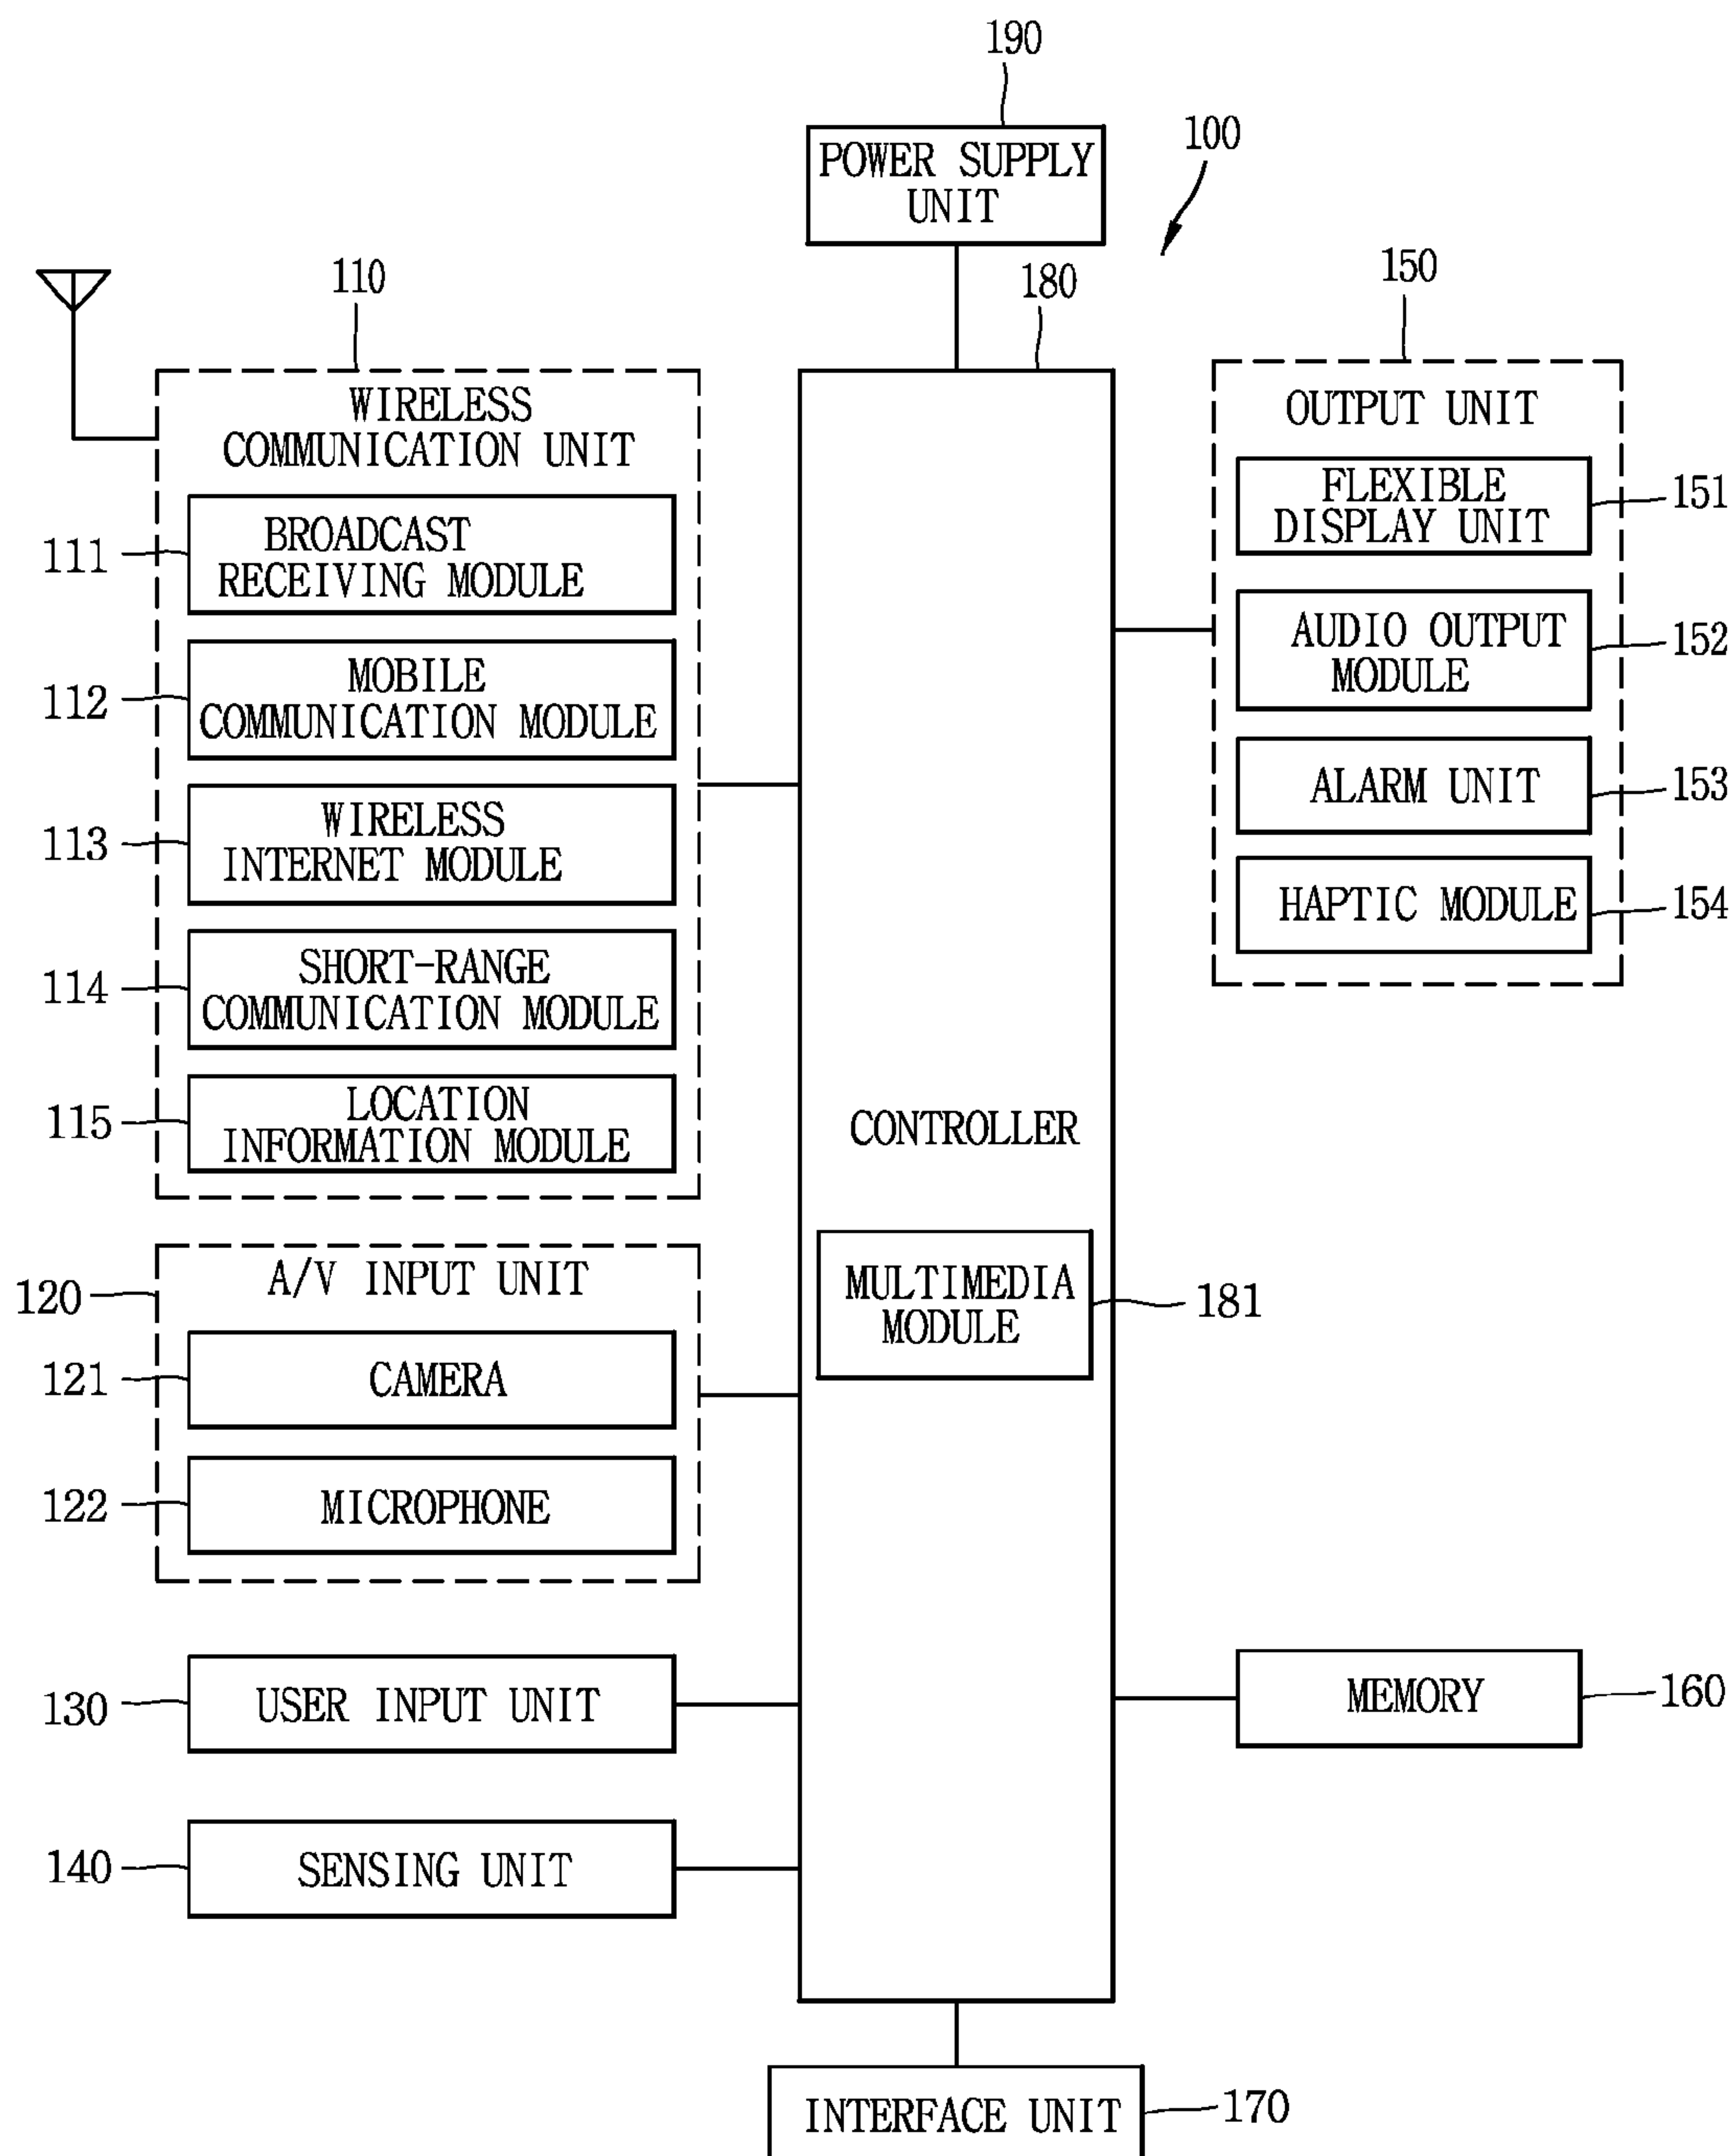 190
POWER SUPPLY
UNIT
100
180
110
WIRELESS
COMMUNICATION UNIT
111
BROADCAST
RECEIVING MODULE
112
MOBILE
COMMUNICATION MODULE
113
WIRELESS
INTERNET MODULE
114
SHORT-RANGE
COMMUNICATION MODULE
115
LOCATION
INFORMATION MODULE
120
A/V INPUT UNIT
121
CAMERA
122
MICROPHONE
130
USER INPUT UNIT
140
SENSING UNIT
CONTROLLER
MULTIMEDIA
MODULE
181
150
OUTPUT UNIT
FLEXIBLE
DISPLAY UNIT
151
AUDIO OUTPUT
MODULE
152
ALARM UNIT
153
HAPTIC MODULE
154
MEMORY
160
INTERFACE UNIT
170